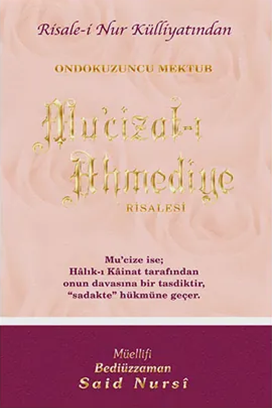 Risale-i Nur Külliyatından
ONDOKUZUNCU MEKTUB
Mu'cizat-ı
Ahmediye
RİSALESİ
Mu'cize ise;
Hâlık-ı Kâinat tarafından
onun davasına bir tasdiktir,
"sadakte" hükmüne geçer.
Müellifi
Bediüzzaman
Said Nursî